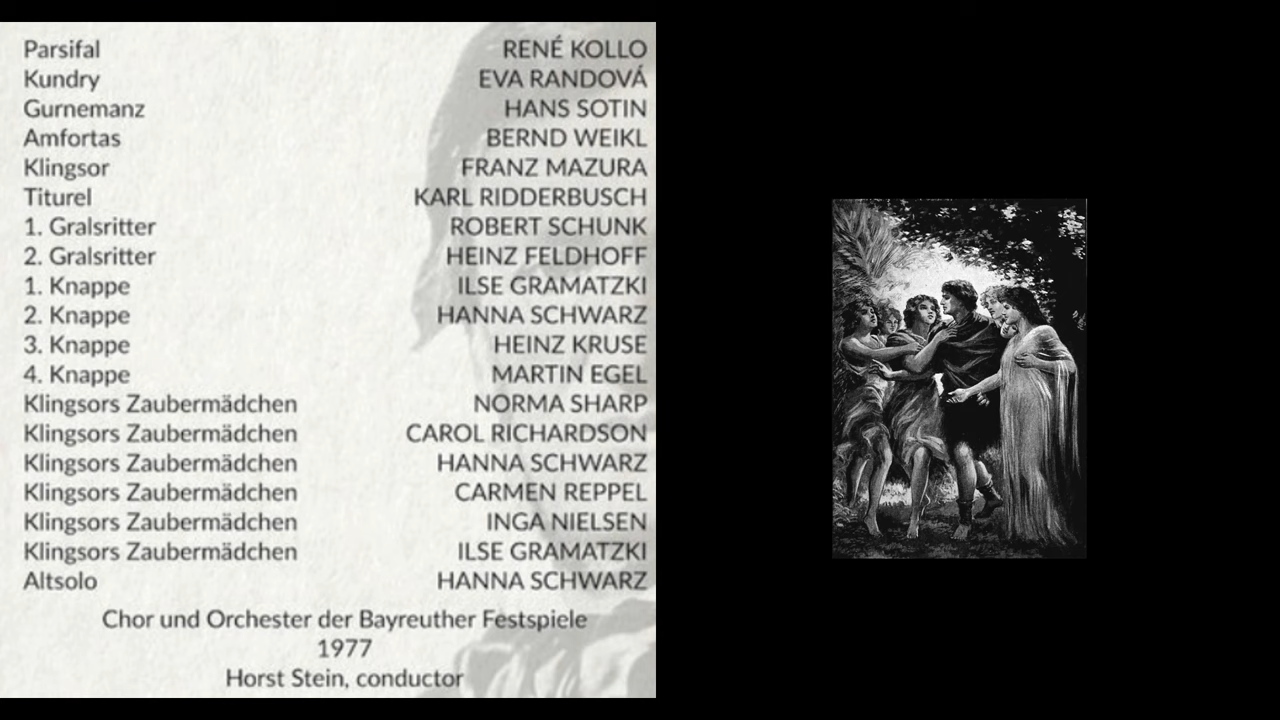 Parsifal RENÉ KOLLO
Kundry EVA RANDOVÁ
Gurnemanz HANS SOTIN
Amfortas BERND WEIKL
Klingsor FRANZ MAZURA
Titurel KARL RIDDERBUSCH
1. Gralsritter ROBERT SCHUNK
2. Gralsritter HEINZ FELDHOFF
1. Knappe ILSE GRAMATZKI
2. Knappe HANNA SCHWARZ
3. Knappe HEINZ KRUSE
4. Knappe MARTIN EGEL
Klingsors Zaubermädchen NORMA SHARP
Klingsors Zaubermädchen CAROL RICHARDSON
Klingsors Zaubermädchen HANNA SCHWARZ
Klingsors Zaubermädchen CARMEN REPPEL
Klingsors Zaubermädchen INGA NIELSEN
Klingsors Zaubermädchen ILSE GRAMATZKI
Altsolo HANNA SCHWARZ
Chor und Orchester der Bayreuther Festspiele
1977
Horst Stein, conductor